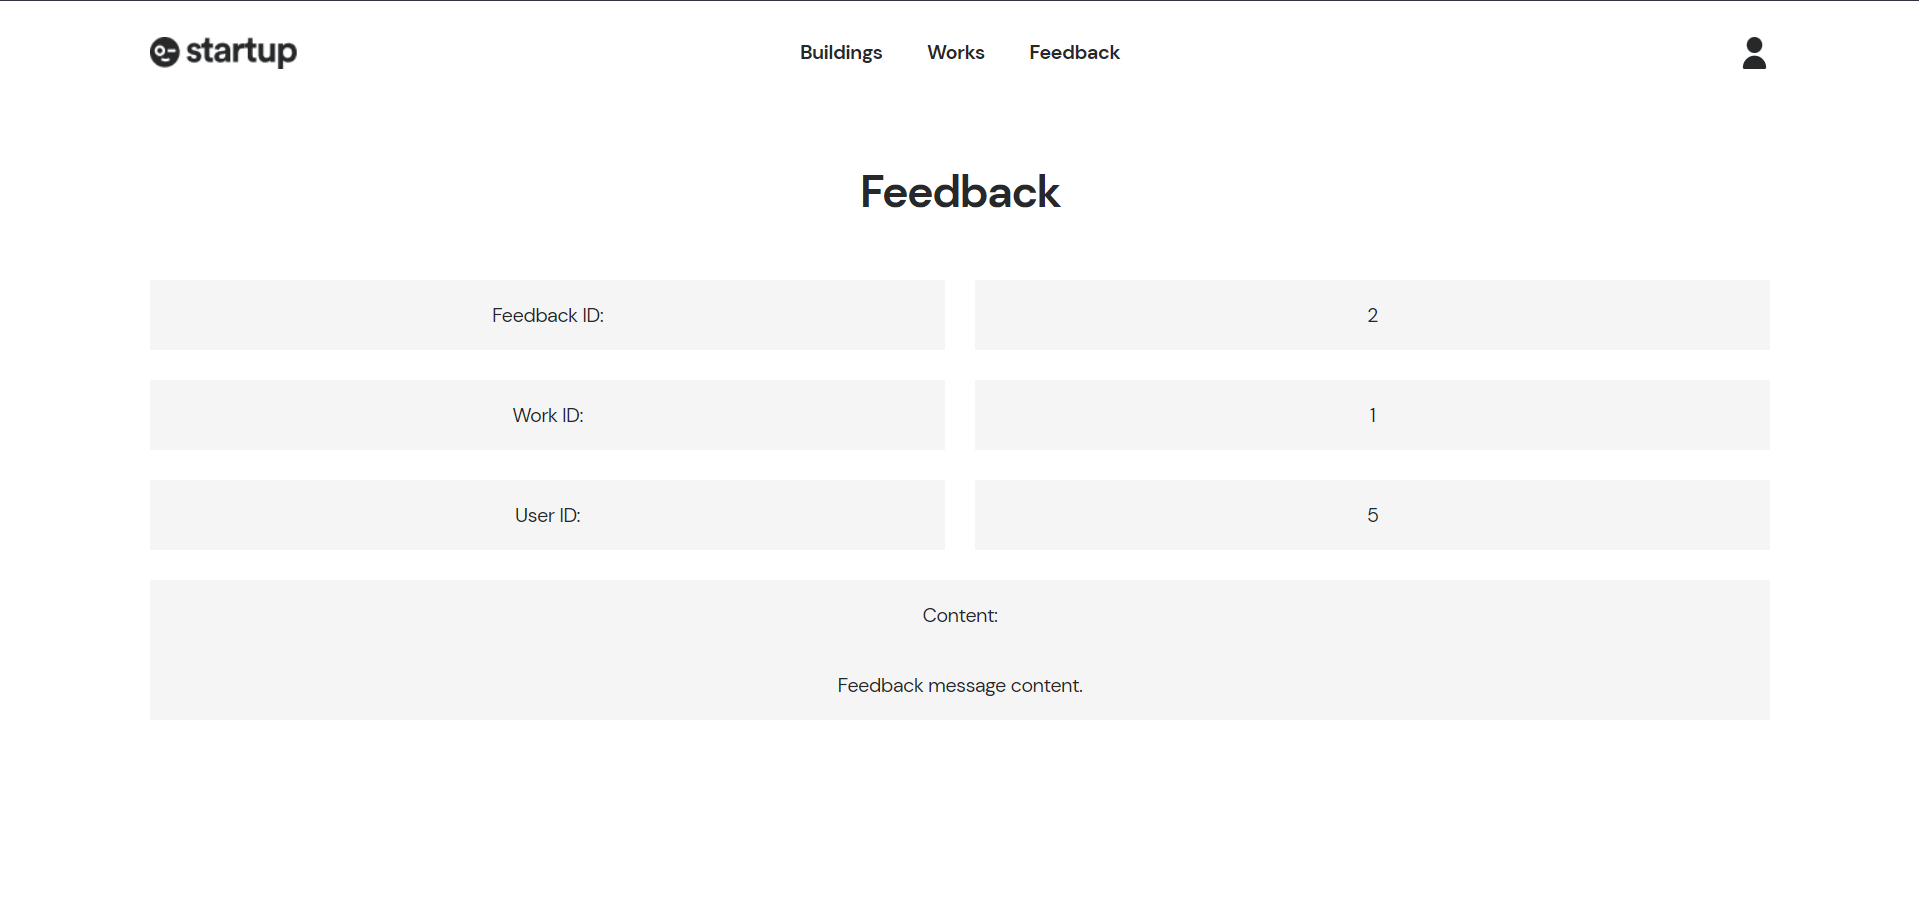 startup
Buildings Works Feedback
Feedback
Feedback ID: 2
Work ID: 1
User ID: 5
Content:
Feedback message content.